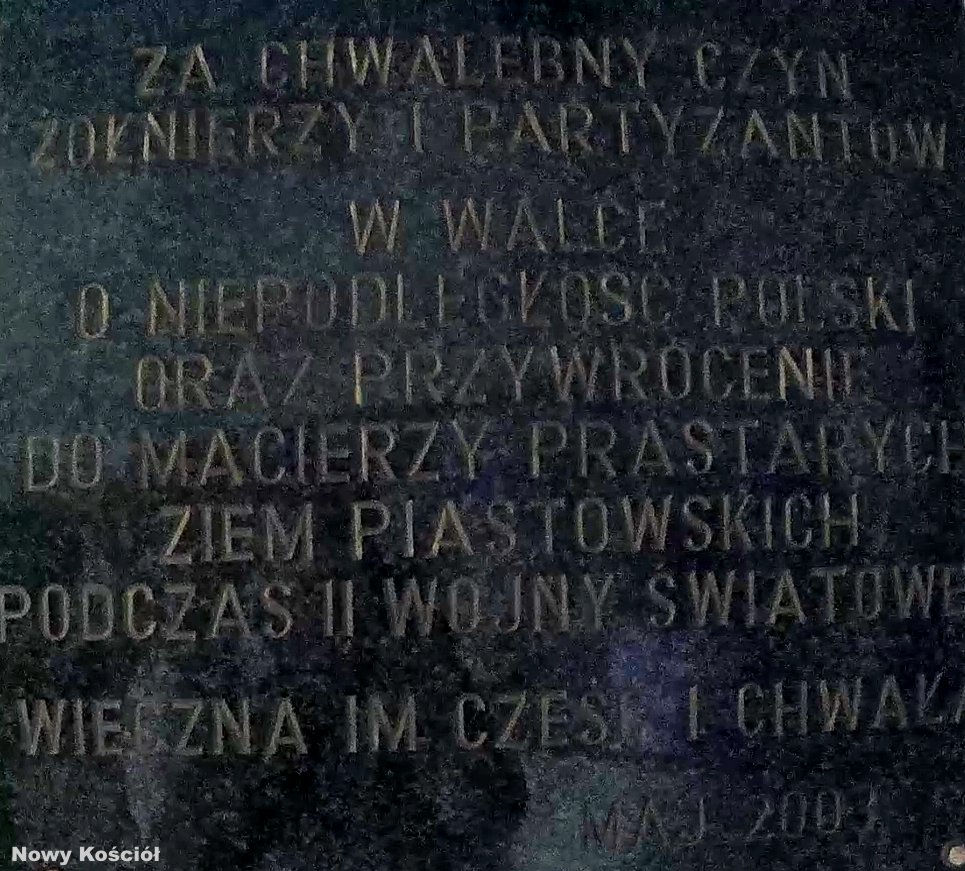 ZA CHWALEBNY CZYN
ŻOŁNIERZY I PARTYZANTÓW
W WALCE
O NIEPODLEGŁOŚĆ POLSKI
ORAZ PRZYWRÓCENIE
DO MACIERZY PRASTARYCH
ZIEM PIASTOWSKICH
PODCZAS II WOJNY ŚWIATOWE
WIECZNA IM CZEŚĆ I CHWAŁA
MAJ
Nowy Kościół